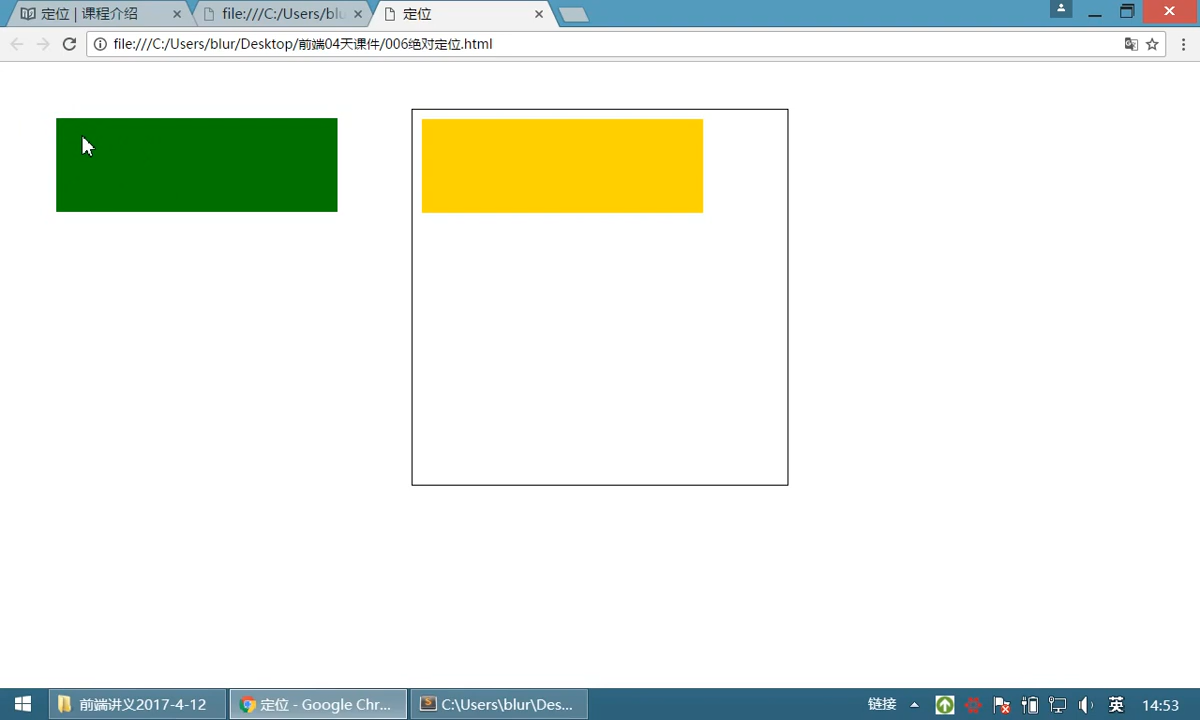 定位 | 课程介绍
file:///C:/Users/blu
定位
file:///C:/Users/blur/Desktop/前端04天课件/006绝对定位.html
前端讲义2017-4-12
定位 - Google Chr...
C:\Users\blur\Des...
链接
英
14:53